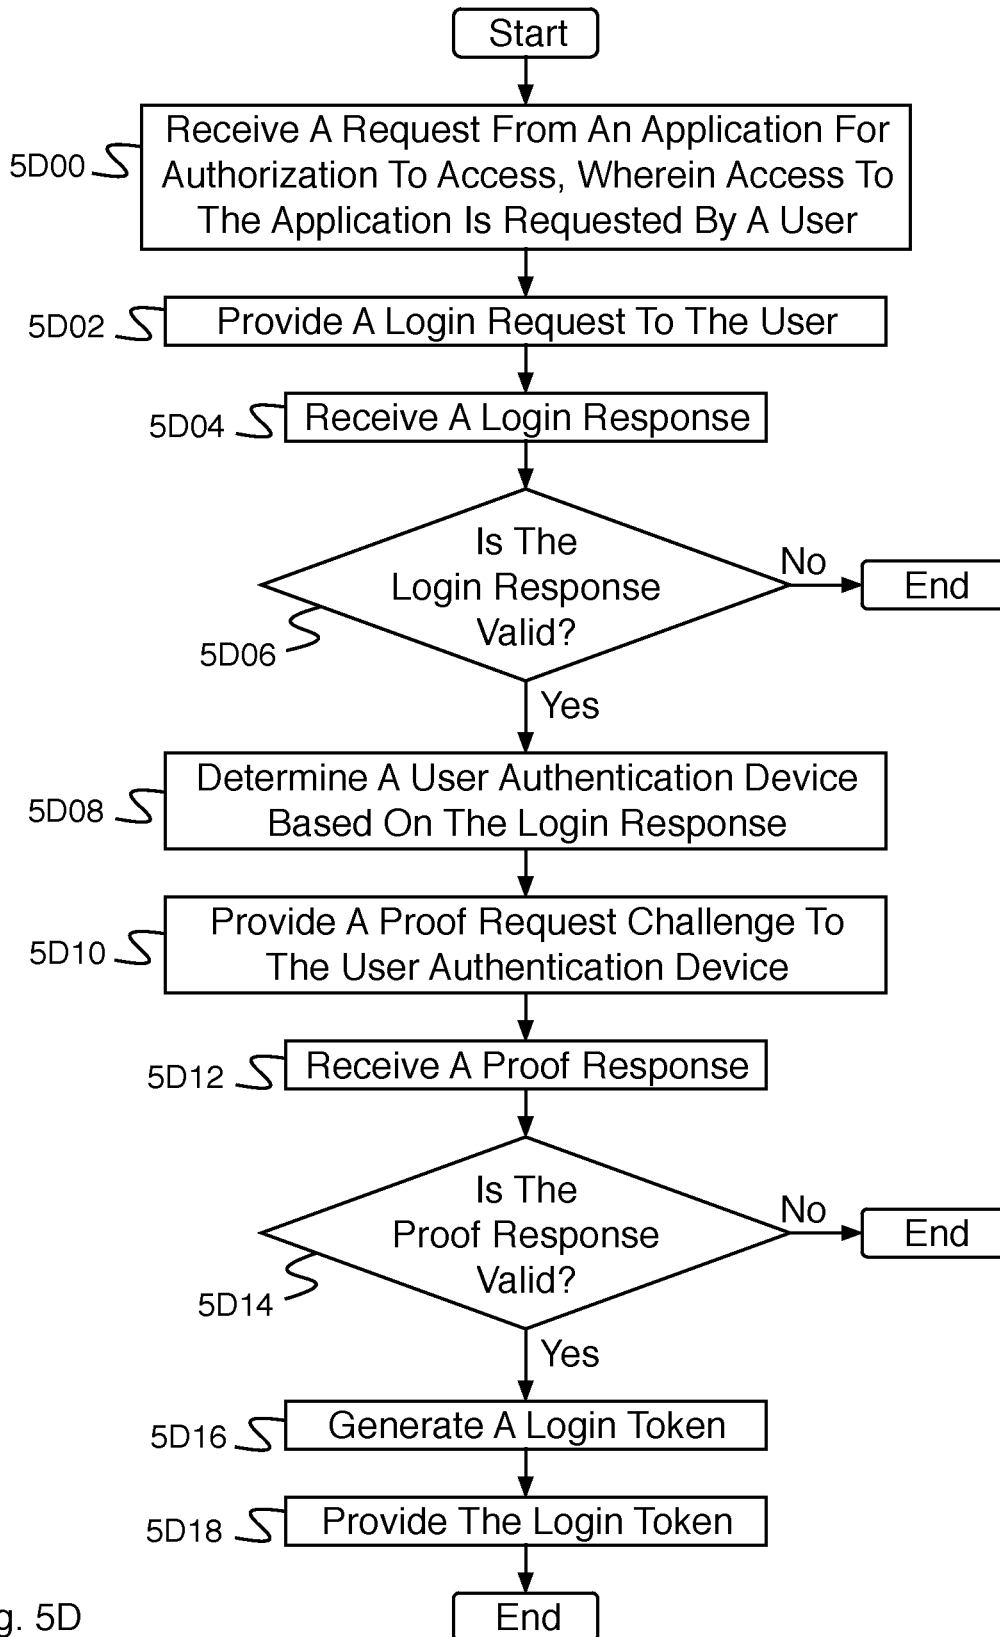 Start
5D00
Receive A Request From An Application For
Authorization To Access, Wherein Access To
The Application Is Requested By A User
5D02
Provide A Login Request To The User
5D04
Receive A Login Response
Is The
Login Response
Valid?
No
End
5D06
Yes
5D08
Determine A User Authentication Device
Based On The Login Response
5D10
Provide A Proof Request Challenge To
The User Authentication Device
5D12
Receive A Proof Response
Is The
Proof Response
Valid?
No
End
5D14
Yes
5D16
Generate A Login Token
5D18
Provide The Login Token
End
g. 5D